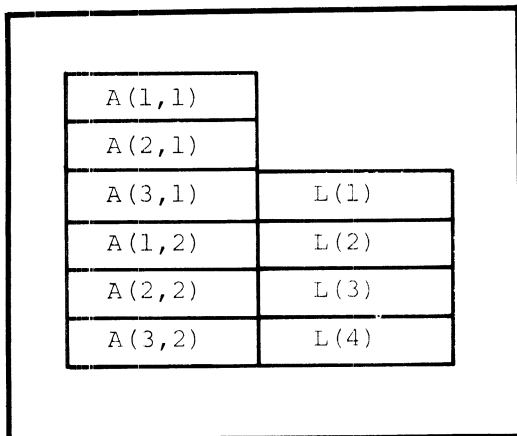 A(1,1)
A(2,1)
A(3,1) L(1)
A(1,2) L(2)
A(2,2) L(3)
A(3,2) L(4)